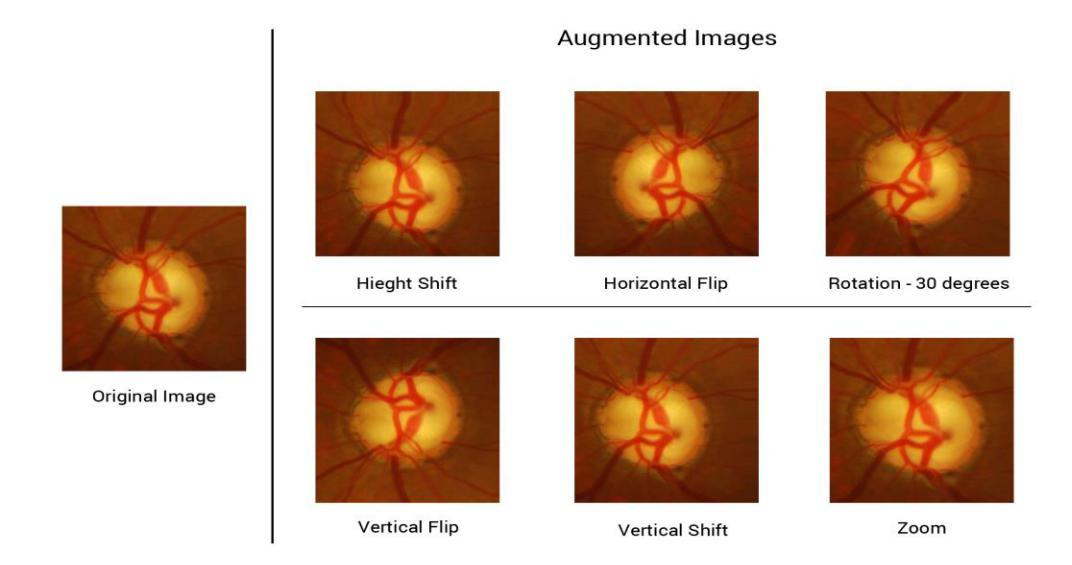 Augmented Images
Hieght Shift
Horizontal Flip
Rotation - 30 degrees
Original Image
Vertical Flip
Vertical Shift
Zoom